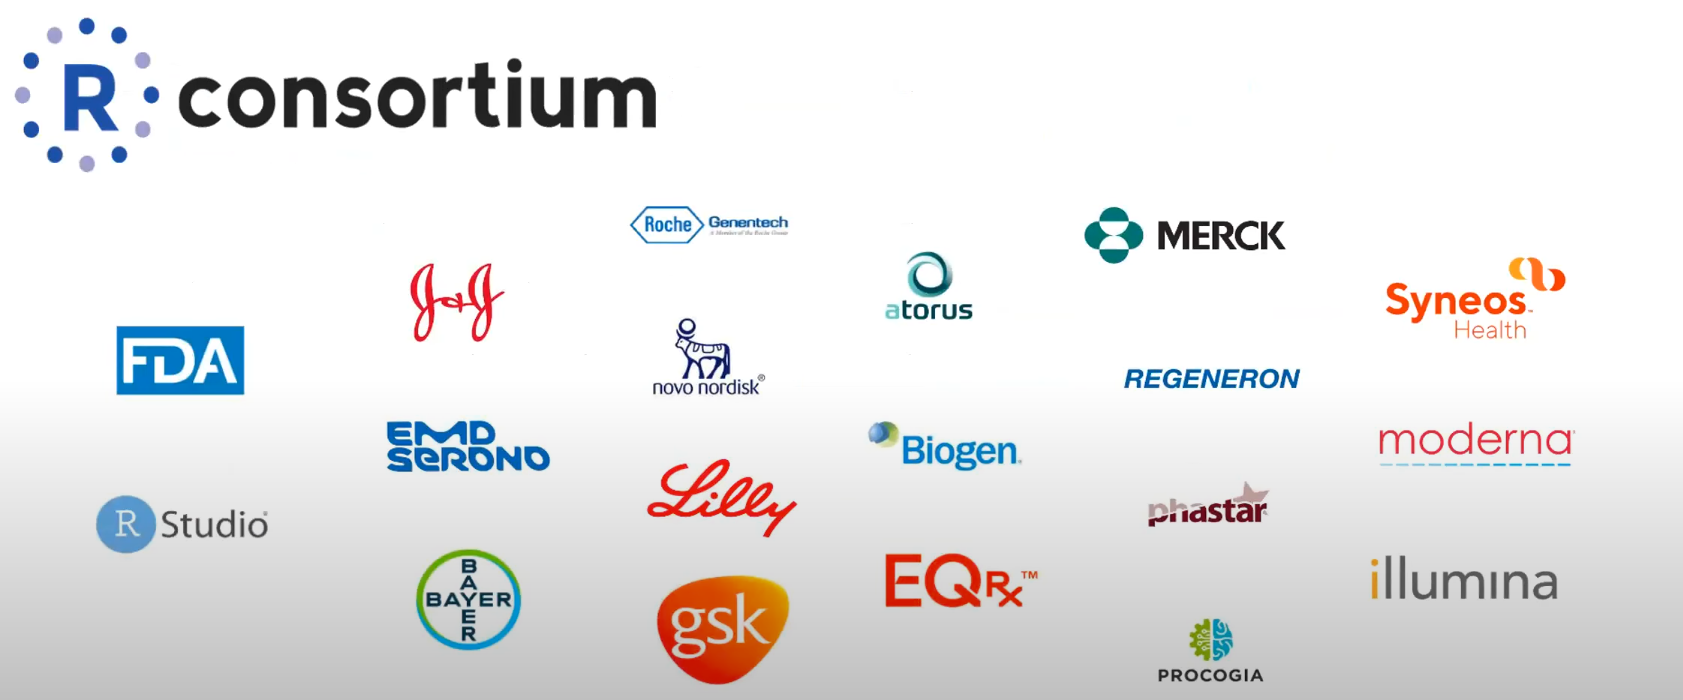 R consortium
FDA
R Studio®
J&J
EMD
SERONO
BAYER
BAYER
Roche Genentech
A Member of the Roche Group
novo nordisk®
Lilly
gsk
atorus
Biogen
EQRx™
MERCK
REGENERON
phastar
PROCOGIA
Syneos
Health
moderna
illumina